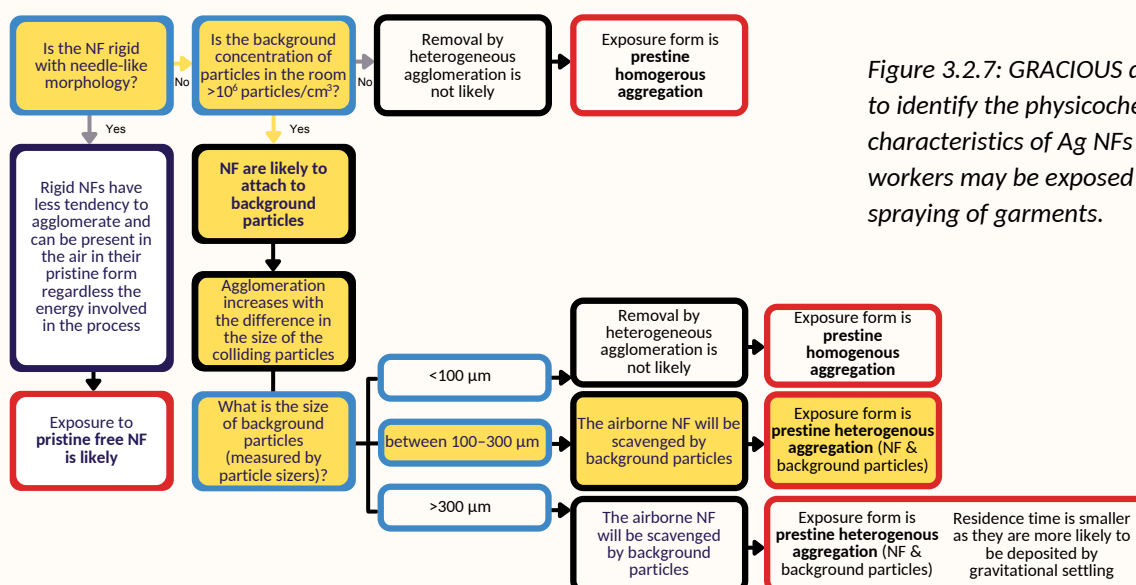 Is the NF rigid
with needle-like
morphology?
No
Yes
Is the background
concentration of
particles in the room
>10⁶ particles/cm³?
No
Yes
Removal by
heterogeneous
agglomeration is
not likely
Exposure form is
prestine
homogerous
aggregation
Figure 3.2.7: GRACIOUS
to identify the
characteristics of Ag NFs
workers may be exposed
spraying of garments.
Rigid NFs have
less tendency to
agglomerate and
can be present in
the air in their
pristine form
regardless the
energy involved
in the process
Exposure to
pristine free NF
is likely
NF are likely to
attach to
background
particles
Agglomeration
increases with
the difference in
the size of the
colliding particles
What is the size
of background
particles
(measured by
particle sizers)?
<100 µm
Removal by
heterogeneous
agglomeration is
not likely
Exposure form is
prestine
homogenous
aggregation
between 100–300 µm
The airborne NF will be
scavenged by
background particles
Exposure form is
prestine heterogenous
aggregation (NF &
background particles)
>300 µm
The airborne NF
will be scavenged
by background
particles
Exposure form is
prestine heterogenous
aggregation (NF &
background particles)
Residence time is smaller
as they are more likely to
be deposited by
gravitational settling